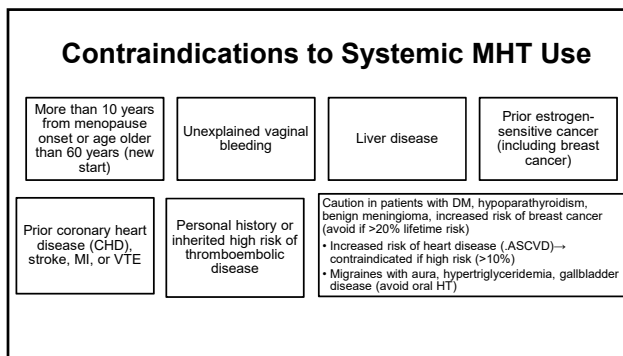 Contraindications to Systemic MHT Use
More than 10 years
from menopause
onset or age older
than 60 years (new
start)
Unexplained vaginal
bleeding
Liver disease
Prior estrogen-
sensitive cancer
(including breast
cancer)
Prior coronary heart
disease (CHD),
stroke, MI, or VTE
Personal history or
inherited high risk of
thromboembolic
disease
Caution in patients with DM, hypoparathyroidism,
benign meningioma, increased risk of breast cancer
(avoid if >20% lifetime risk)
• Increased risk of heart disease (.ASCVD)→
contraindicated if high risk (>10%)
• Migraines with aura, hypertriglyceridemia, gallbladder
disease (avoid oral HT)